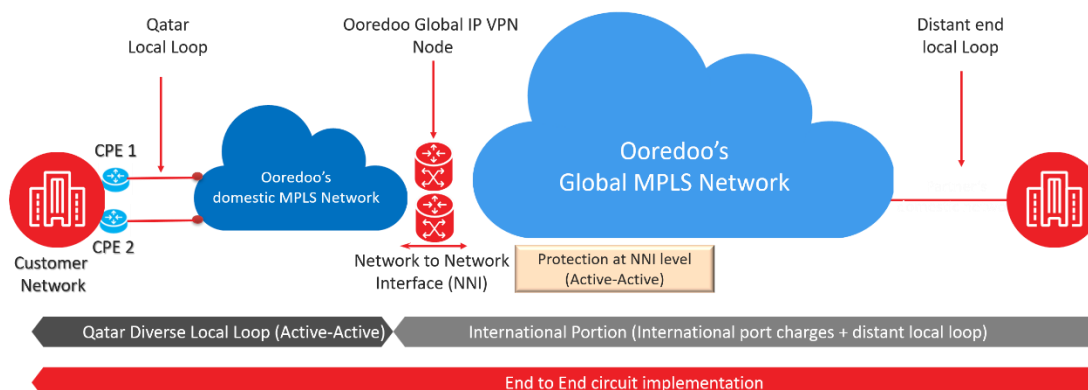 Qatar
Local Loop
Ooredoo Global IP VPN
Node
Distant end
local Loop
CPE 1
Ooredoo's
domestic MPLS Network
Ooredoo's
Global MPLS Network
CPE 2
Customer
Network
Network to Network
Interface (NNI)
Protection at NNI level
(Active-Active)
Qatar Diverse Local Loop (Active-Active)
International Portion (International port charges + distant local loop)
End to End circuit implementation